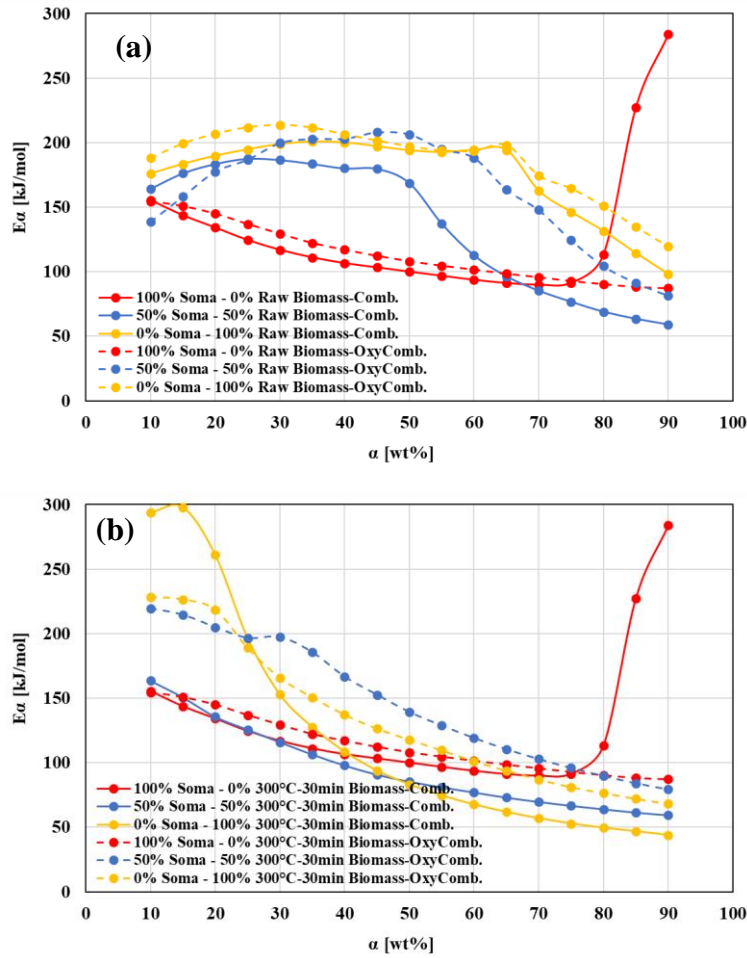 (a)
Eα [kJ/mol]
300
250
200
150
100
50
0
100% Soma - 0% Raw Biomass-Comb.
50% Soma - 50% Raw Biomass-Comb.
0% Soma - 100% Raw Biomass-Comb.
100% Soma - 0% Raw Biomass-OxyComb.
50% Soma - 50% Raw Biomass-OxyComb.
0% Soma - 100% Raw Biomass-OxyComb.
0 10 20 30 40 50 60 70 80 90 100
α [wt%]
(b)
Eα [kJ/mol]
300
250
200
150
100
50
0
100% Soma - 0% 300°C-30min Biomass-Comb.
50% Soma - 50% 300°C-30min Biomass-Comb.
0% Soma - 100% 300°C-30min Biomass-Comb.
100% Soma - 0% 300°C-30min Biomass-OxyComb.
50% Soma - 50% 300°C-30min Biomass-OxyComb.
0% Soma - 100% 300°C-30min Biomass-OxyComb.
0 10 20 30 40 50 60 70 80 90 100
α [wt%]